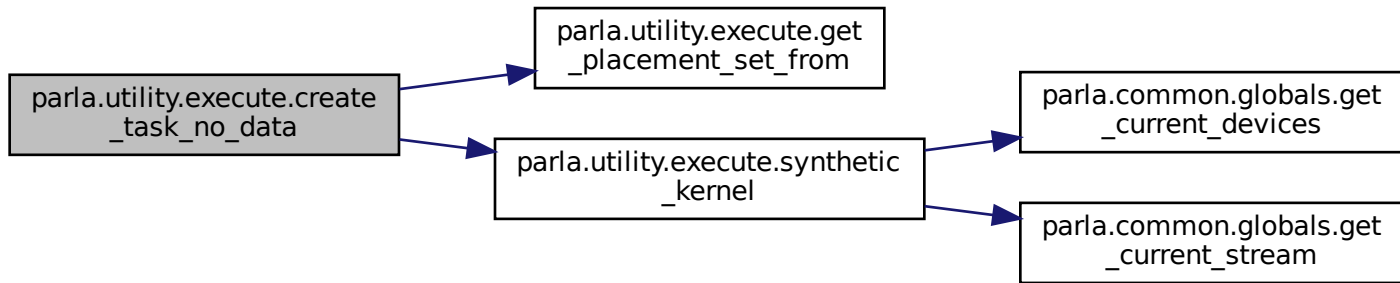 parla.utility.execute.create
_task_no_data
parla.utility.execute.get
_placement_set_from
parla.utility.execute.synthetic
_kernel
parla.common.globals.get
_current_devices
parla.common.globals.get
_current_stream